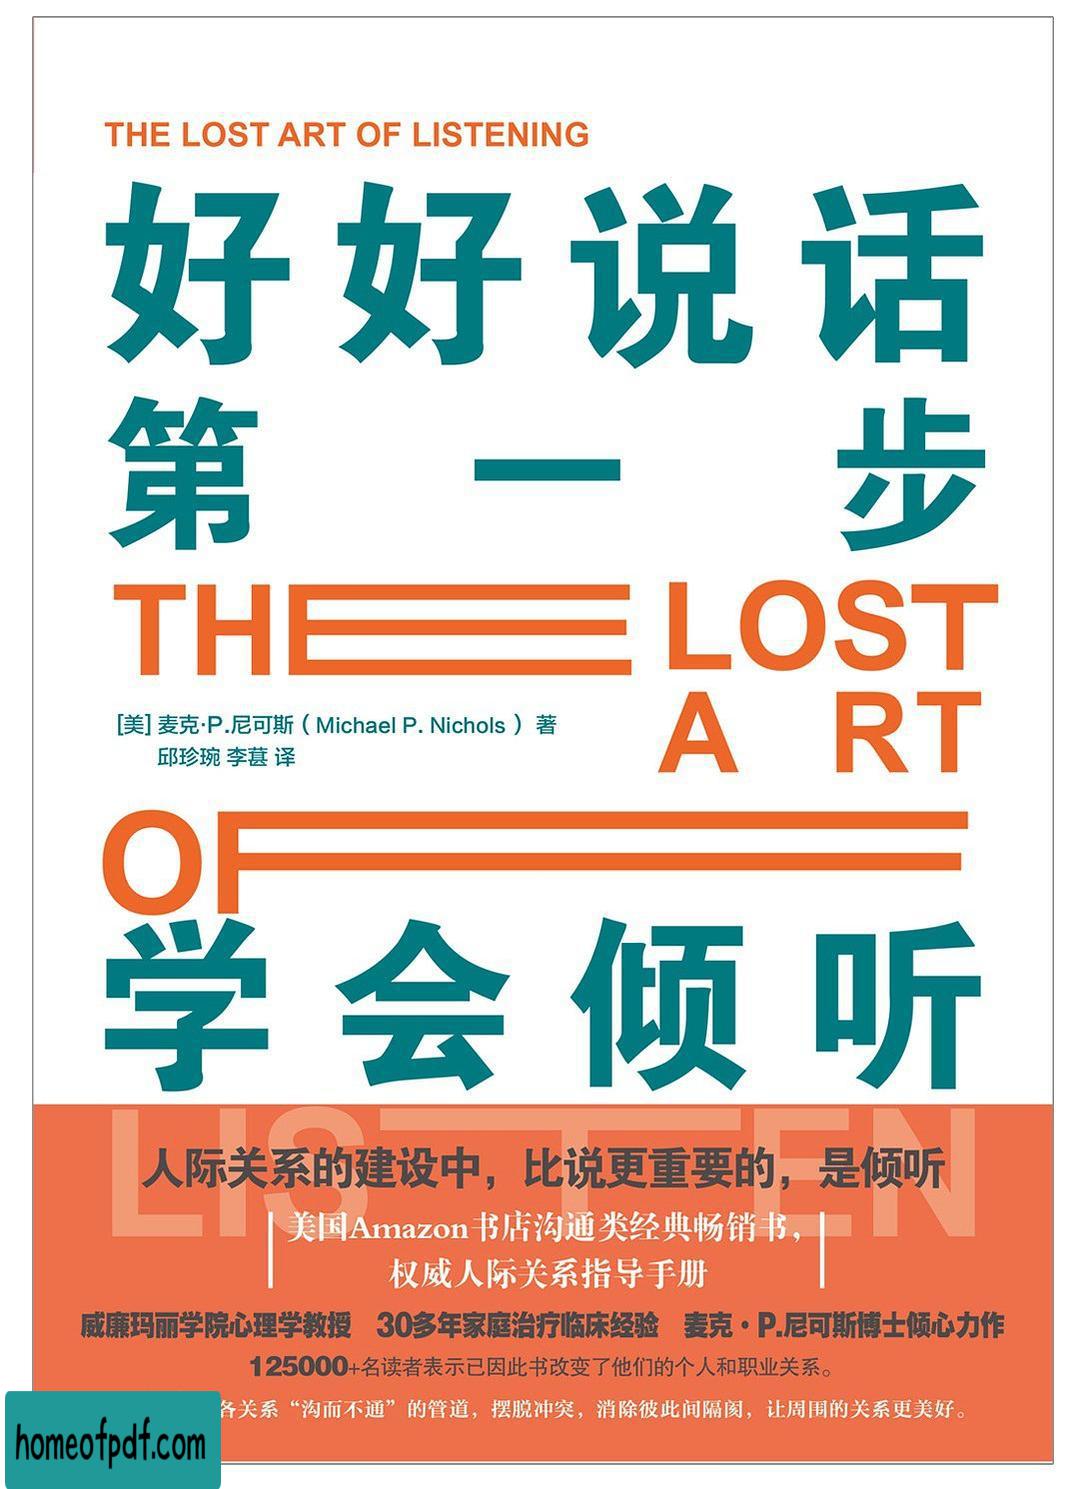 THE LOST ART OF LISTENING
好好说话
第一步
THE LOST
ART
[美] 麦克·P.尼可斯（Michael P. Nichols） 著
邱珍琬 李葚 译
OF
学会倾听
LISTEN
人际关系的建设中，比说更重要的，是倾听
美国Amazon书店沟通类经典畅销书，
权威人际关系指导手册
威廉玛丽学院心理学教授 30多年家庭治疗临床经验 麦克·P.尼可斯博士倾心力作
125000+名读者表示已因此书改变了他们的个人和职业关系。
各关系“沟而不通”的管道，摆脱冲突，消除彼此间隔阂，让周围的关系更美好。
homeofpdf.com